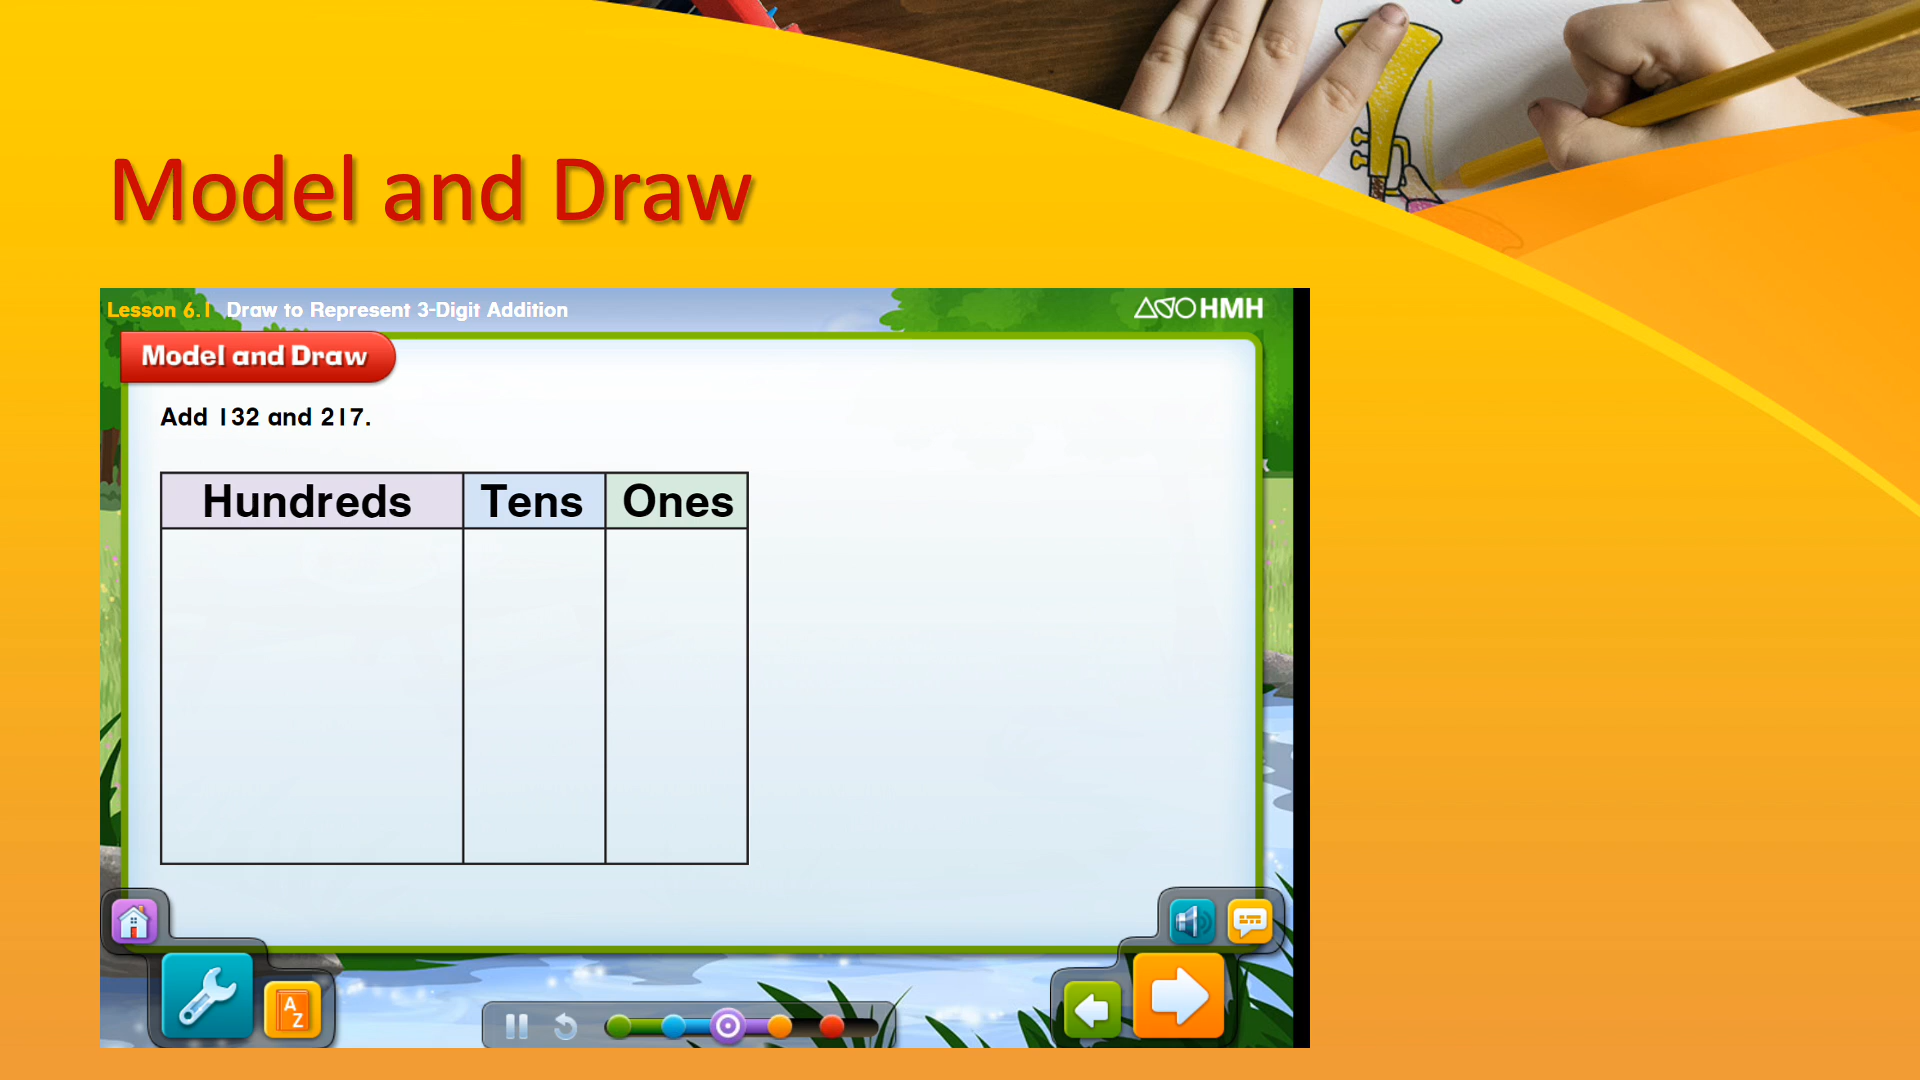 Model and Draw
Lesson 6.1 Draw to Represent 3-Digit Addition
HMH
Model and Draw
Add 132 and 217.
Hundreds Tens Ones
A
Z